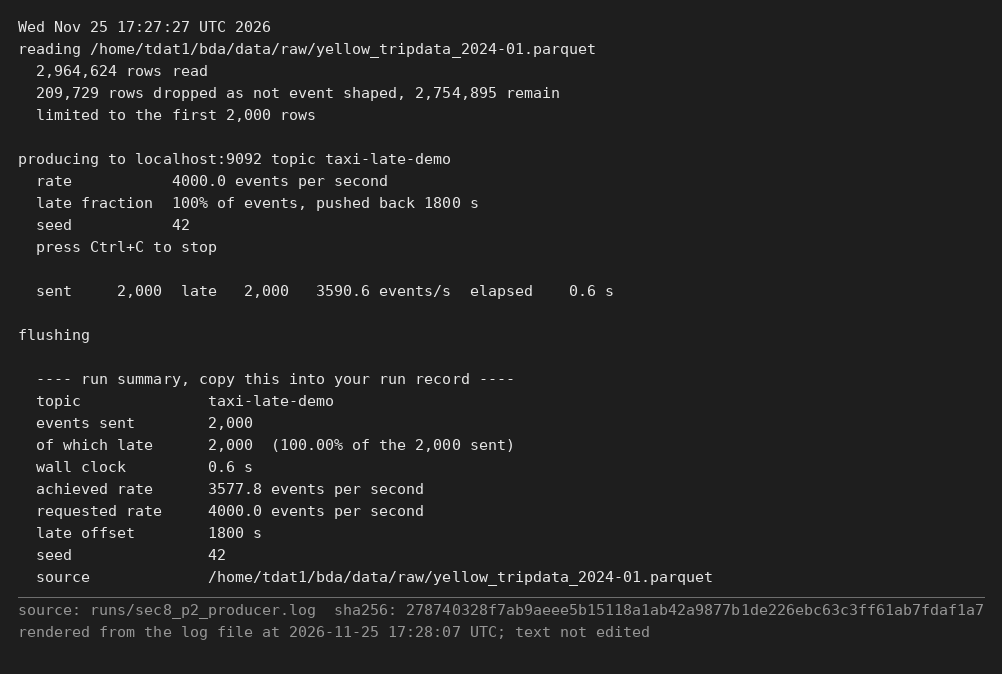 Wed Nov 25 17:27:27 UTC 2026
reading /home/tdat1/bda/data/raw/yellow_tripdata_2024-01.parquet
  2,964,624 rows read
  209,729 rows dropped as not event shaped, 2,754,895 remain
  limited to the first 2,000 rows

producing to localhost:9092 topic taxi-late-demo
  rate           4000.0 events per second
  late fraction  100% of events, pushed back 1800 s
  seed           42
  press Ctrl+C to stop

  sent     2,000  late   2,000   3590.6 events/s  elapsed    0.6 s

flushing

  ---- run summary, copy this into your run record ----
  topic              taxi-late-demo
  events sent        2,000
  of which late      2,000  (100.00% of the 2,000 sent)
  wall clock         0.6 s
  achieved rate      3577.8 events per second
  requested rate     4000.0 events per second
  late offset        1800 s
  seed               42
  source             /home/tdat1/bda/data/raw/yellow_tripdata_2024-01.parquet
source: runs/sec8_p2_producer.log  sha256: 278740328f7ab9aeee5b15118a1ab42a9877b1de226ebc63c3ff61ab7fdaf1a7
rendered from the log file at 2026-11-25 17:28:07 UTC; text not edited